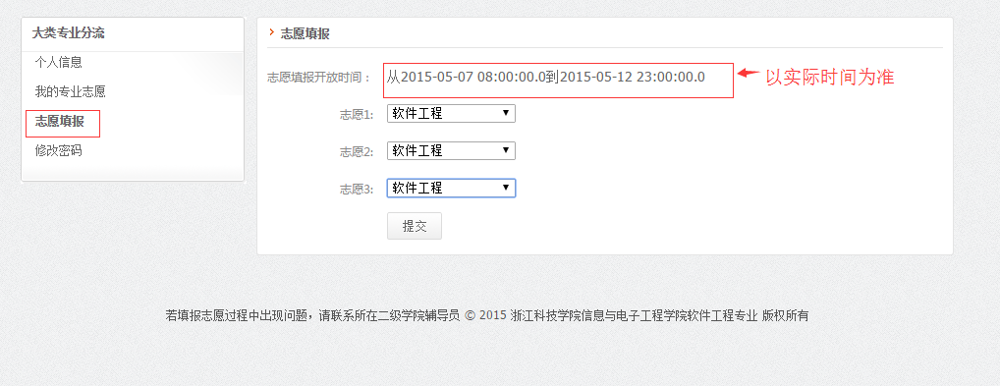 大类专业分流
个人信息
我的专业志愿
志愿填报
修改密码
志愿填报
志愿填报开放时间： 从2015-05-07 08:00:00.0到2015-05-12 23:00:00.0 以实际时间为准
志愿1: 软件工程
志愿2: 软件工程
志愿3: 软件工程
提交
若填报志愿过程中出现问题，请联系所在二级学院辅导员 © 2015 浙江科技学院信息与电子工程学院软件工程专业 版权所有